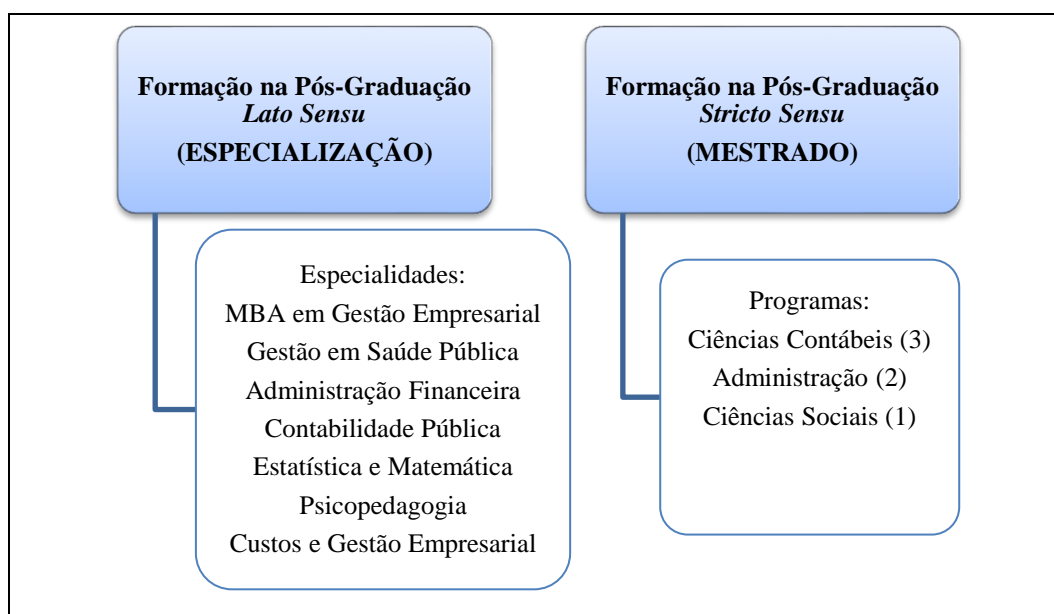 Formação na Pós-Graduação
Lato Sensu
(ESPECIALIZAÇÃO)
Especialidades:
MBA em Gestão Empresarial
Gestão em Saúde Pública
Administração Financeira
Contabilidade Pública
Estatística e Matemática
Psicopedagogia
Custos e Gestão Empresarial
Formação na Pós-Graduação
Stricto Sensu
(MESTRADO)
Programas:
Ciências Contábeis (3)
Administração (2)
Ciências Sociais (1)